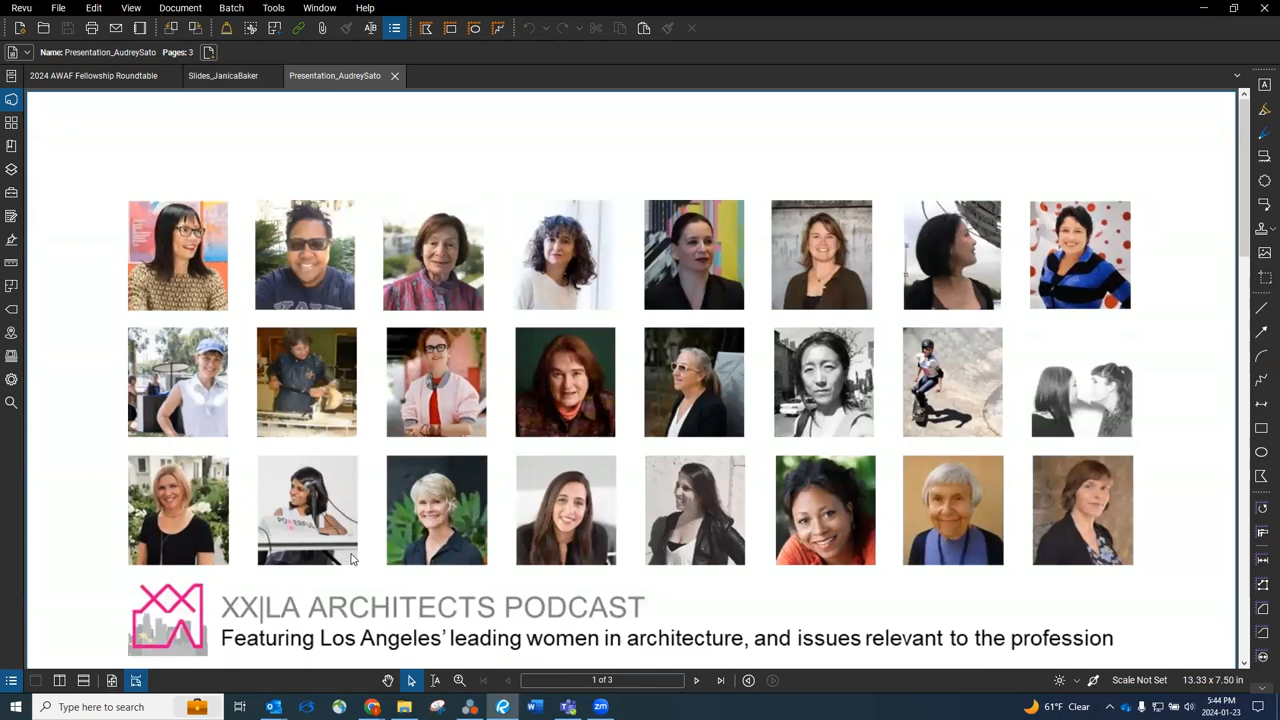 Revu File Edit View Document Batch Tools Window Help
Name: Presentation_AudreySato Pages: 3
2024 AWAF Fellowship Roundtable Slides_JanicaBaker Presentation_AudreySato
POWERFUL
XX|LA ARCHITECTS PODCAST
Featuring Los Angeles' leading women in architecture, and issues relevant to the profession
1 of 3
Scale Not Set 13.33 x 7.50 in
Type here to search
61°F Clear
5:44 PM
2024-01-23